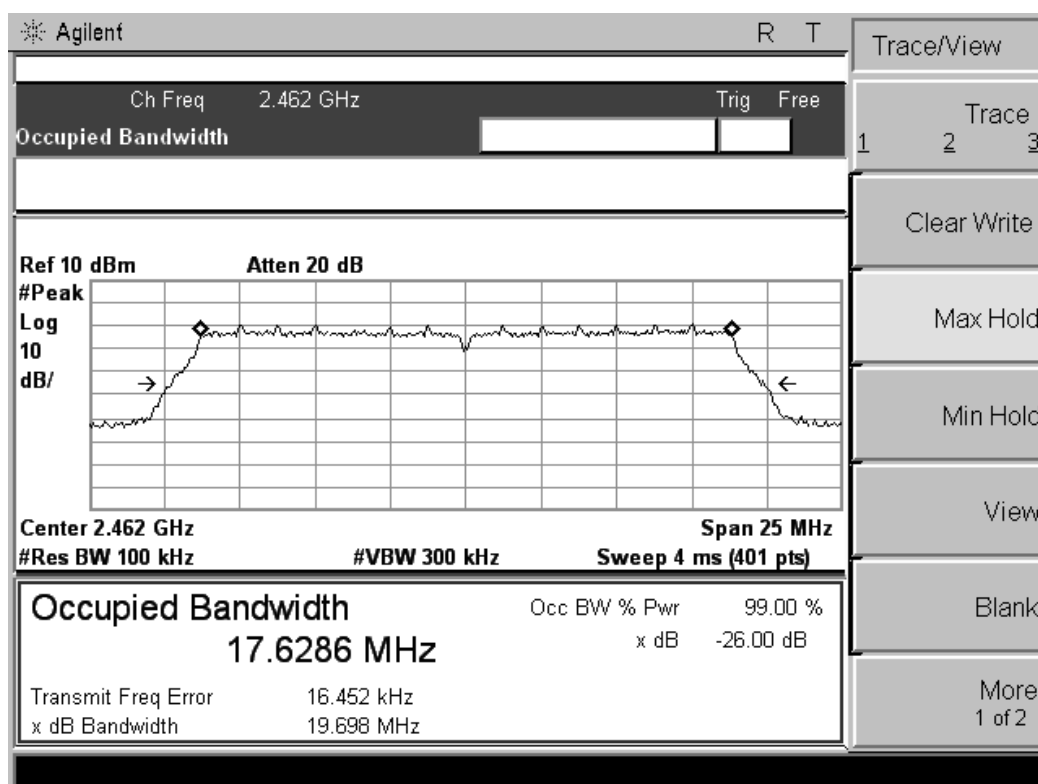 Agilent R T
Trace/View
Ch Freq 2.462 GHz Trig Free
Occupied Bandwidth
Trace
1 2 3
Clear Write
Max Hold
Min Hold
View
Blank
More
1 of 2
Ref 10 dBm Atten 20 dB
#Peak
Log
10
dB/
Center 2.462 GHz Span 25 MHz
#Res BW 100 kHz #VBW 300 kHz Sweep 4 ms (401 pts)
Occupied Bandwidth
17.6286 MHz
Occ BW % Pwr 99.00 %
x dB -26.00 dB
Transmit Freq Error 16.452 kHz
x dB Bandwidth 19.698 MHz